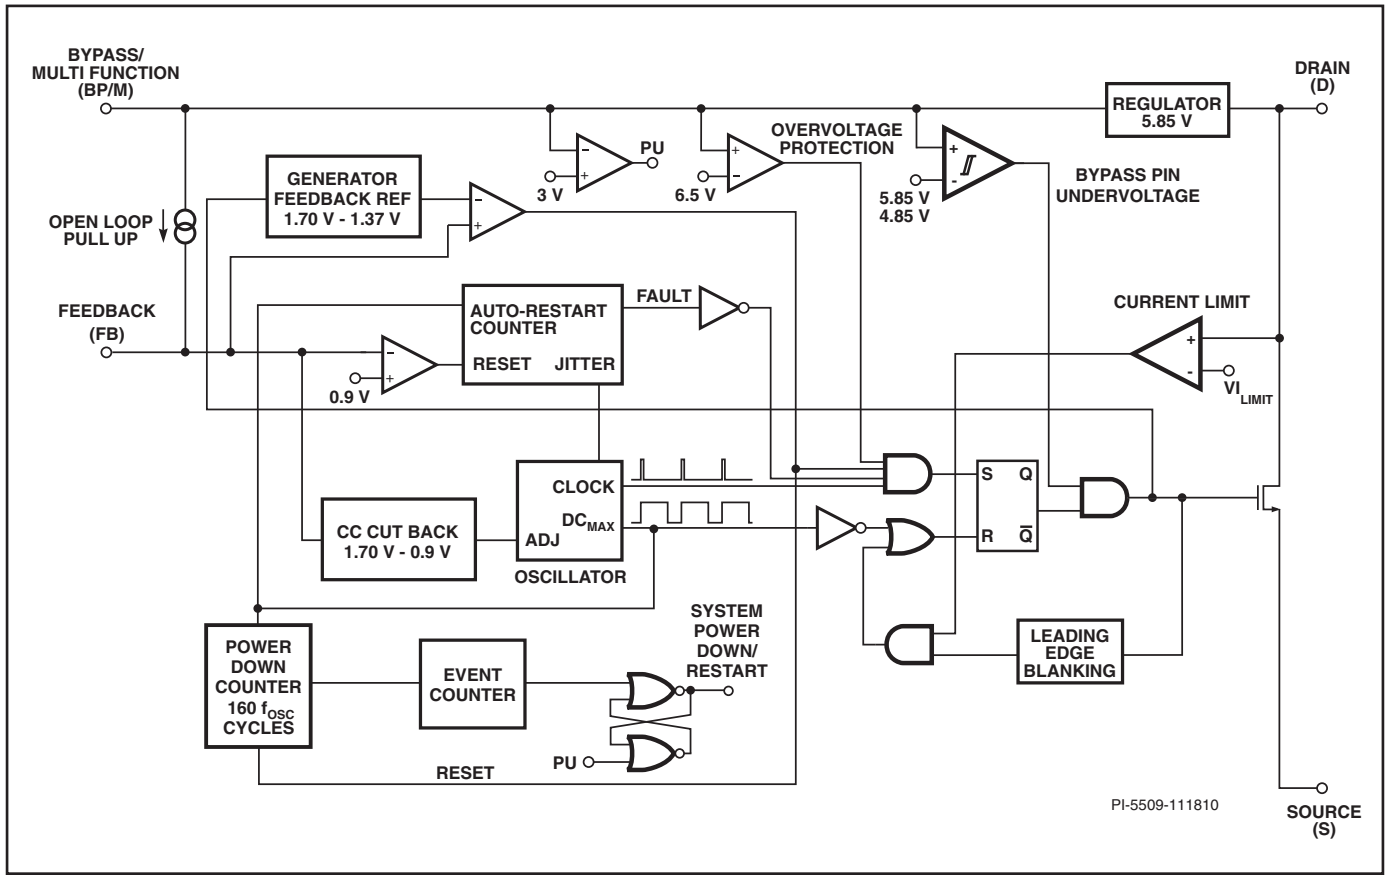 BYPASS/
MULTI FUNCTION
(BP/M)
DRAIN
(D)
REGULATOR
5.85 V
OVERVOLTAGE
PROTECTION
PU
-
+
3 V
+
-
6.5 V
+
-
5.85 V
4.85 V
BYPASS PIN
UNDERVOLTAGE
GENERATOR
FEEDBACK REF
1.70 V - 1.37 V
-
+
OPEN LOOP
PULL UP
FEEDBACK
(FB)
AUTO-RESTART
COUNTER
RESET
JITTER
FAULT
-
+
0.9 V
CURRENT LIMIT
+
-
VI LIMIT
CLOCK
DCMAX
ADJ
OSCILLATOR
CC CUT BACK
1.70 V - 0.9 V
S
Q
R
Q̅
SYSTEM
POWER
DOWN/
RESTART
POWER
DOWN
COUNTER
160 fOSC
CYCLES
EVENT
COUNTER
LEADING
EDGE
BLANKING
PU
RESET
PI-5509-111810
SOURCE
(S)